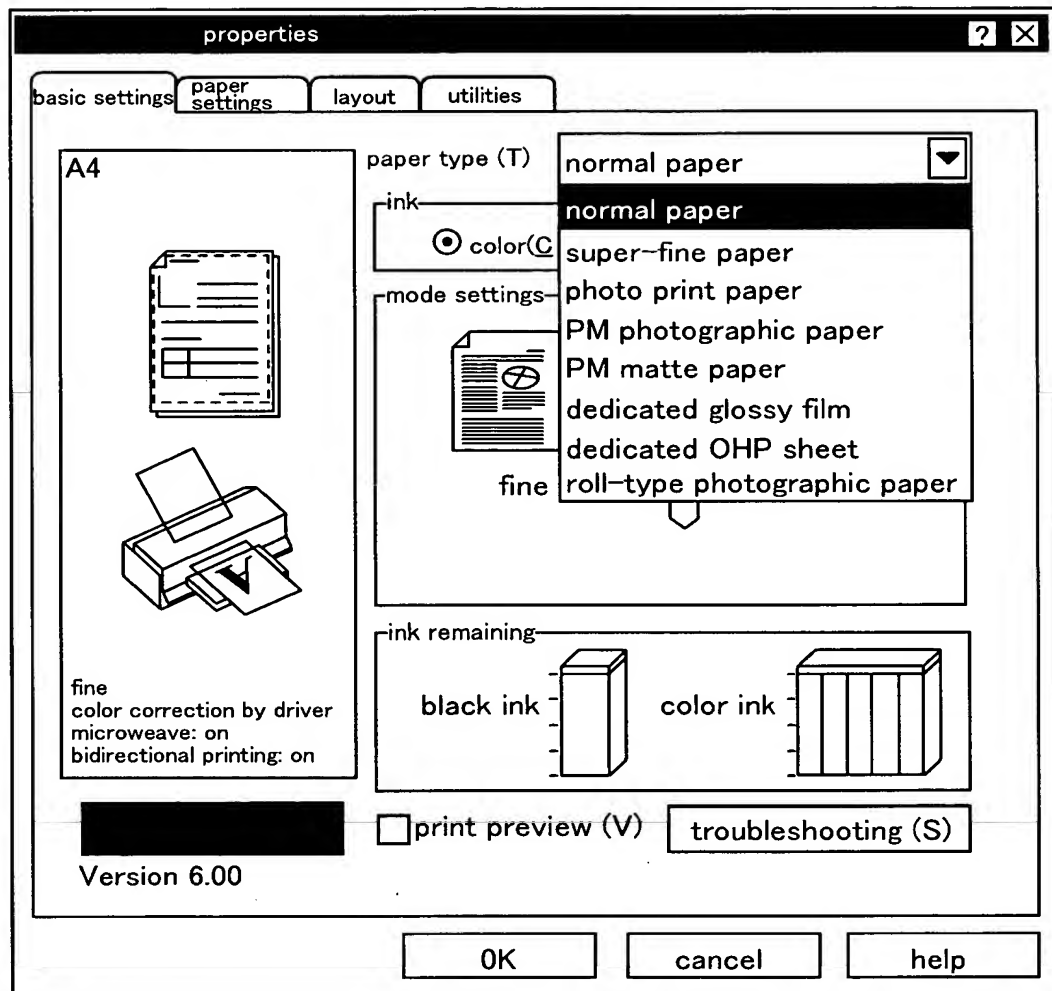 properties
?
basic settings
paper
settings
layout
utilities
A4
paper type (T)
normal paper
normal paper
super-fine paper
photo print paper
PM photographic paper
PM matte paper
dedicated glossy film
dedicated OHP sheet
roll-type photographic paper
ink
color(C
mode settings
fine
fine
color correction by driver
microweave: on
bidirectional printing: on
ink remaining
black ink
color ink
print preview (V)
troubleshooting (S)
Version 6.00
OK
cancel
help